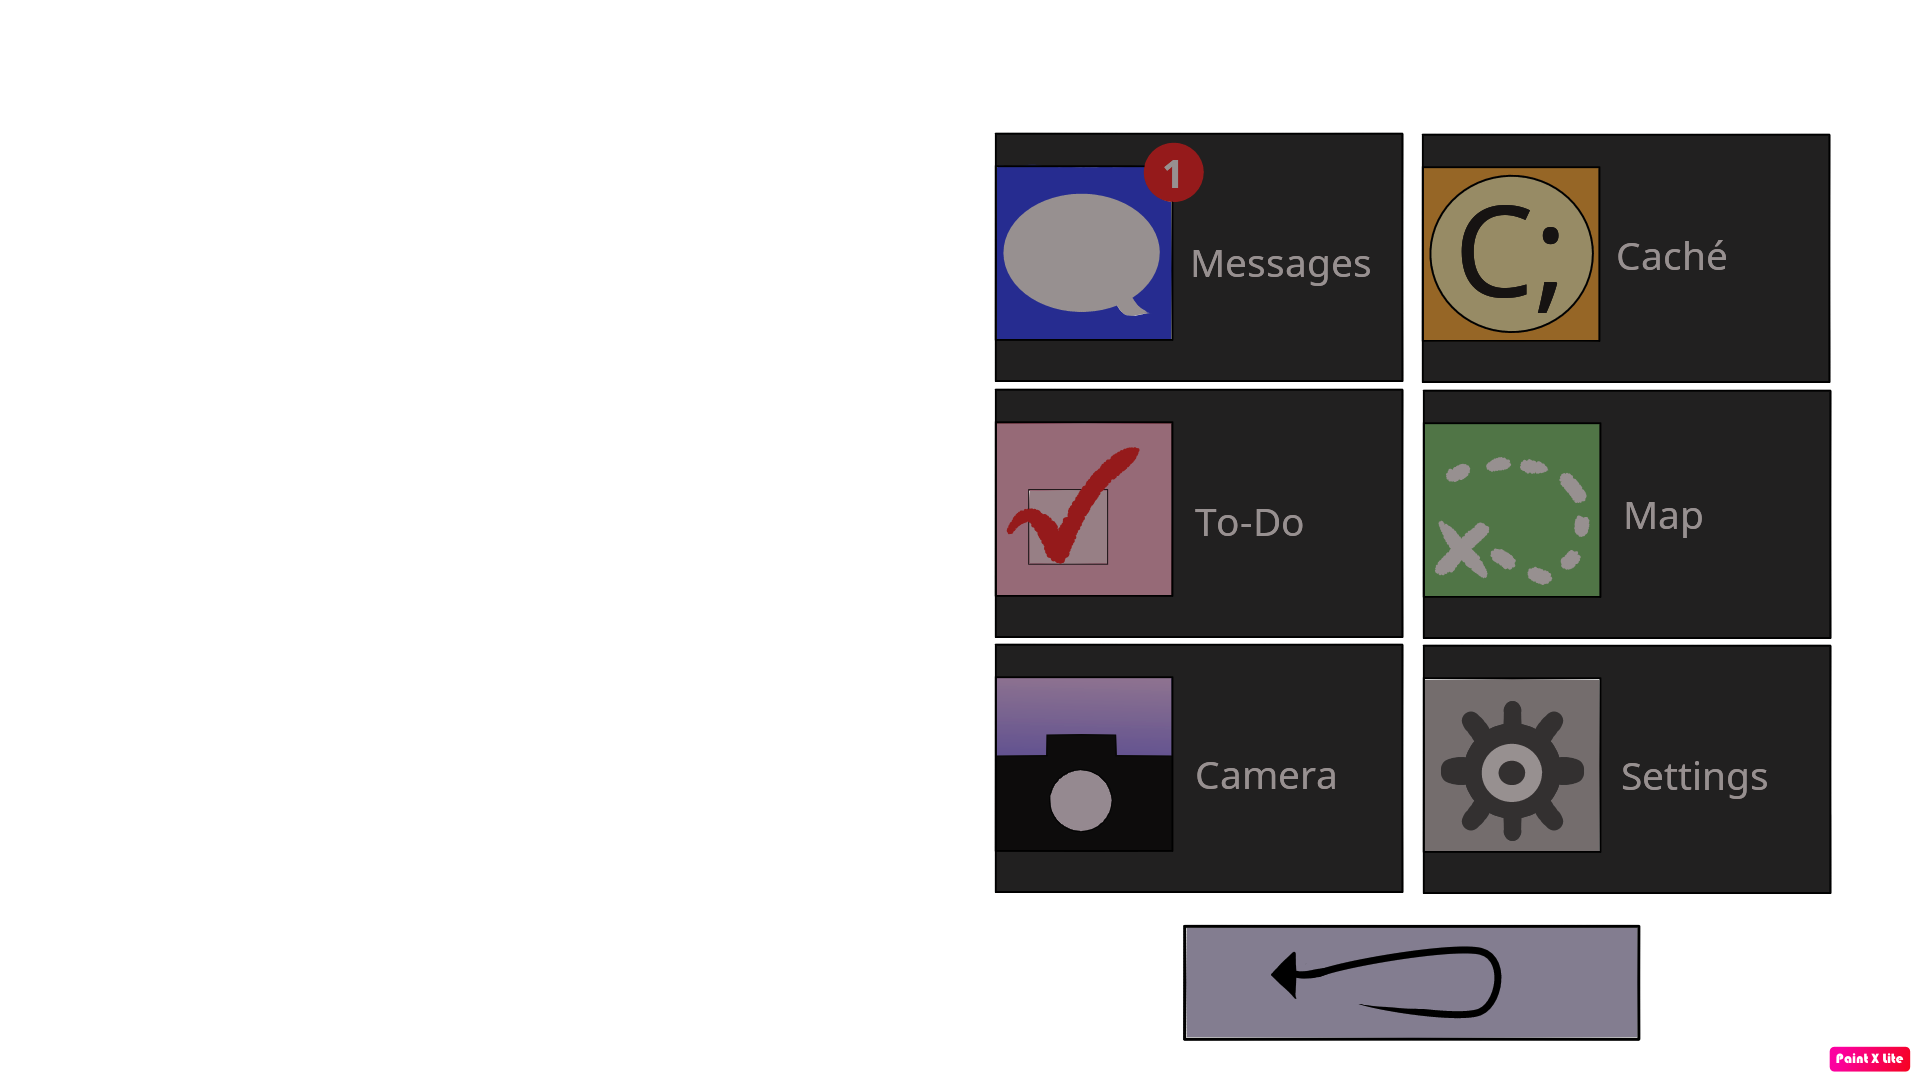 1
Messages
C;
Caché
To-Do
Map
Camera
Settings
Paint X Lite